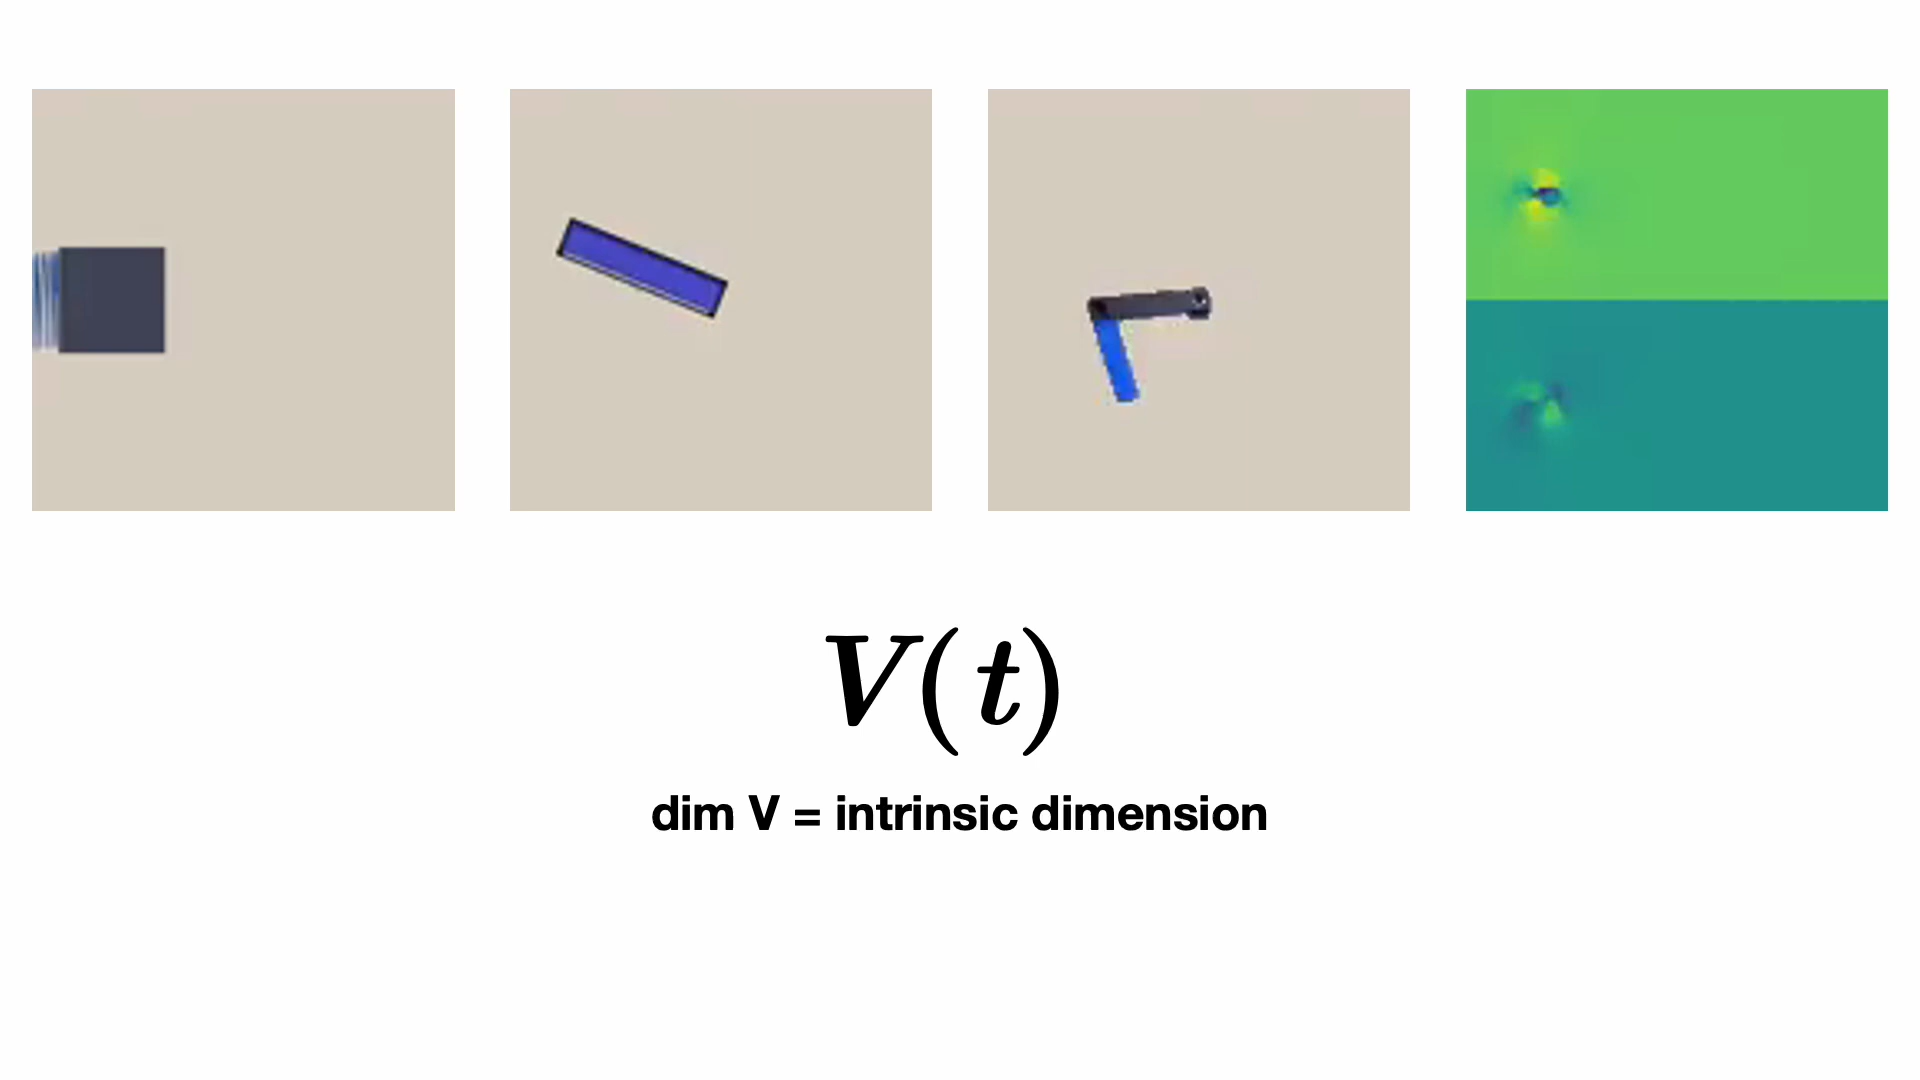 V(t)
dim V = intrinsic dimension